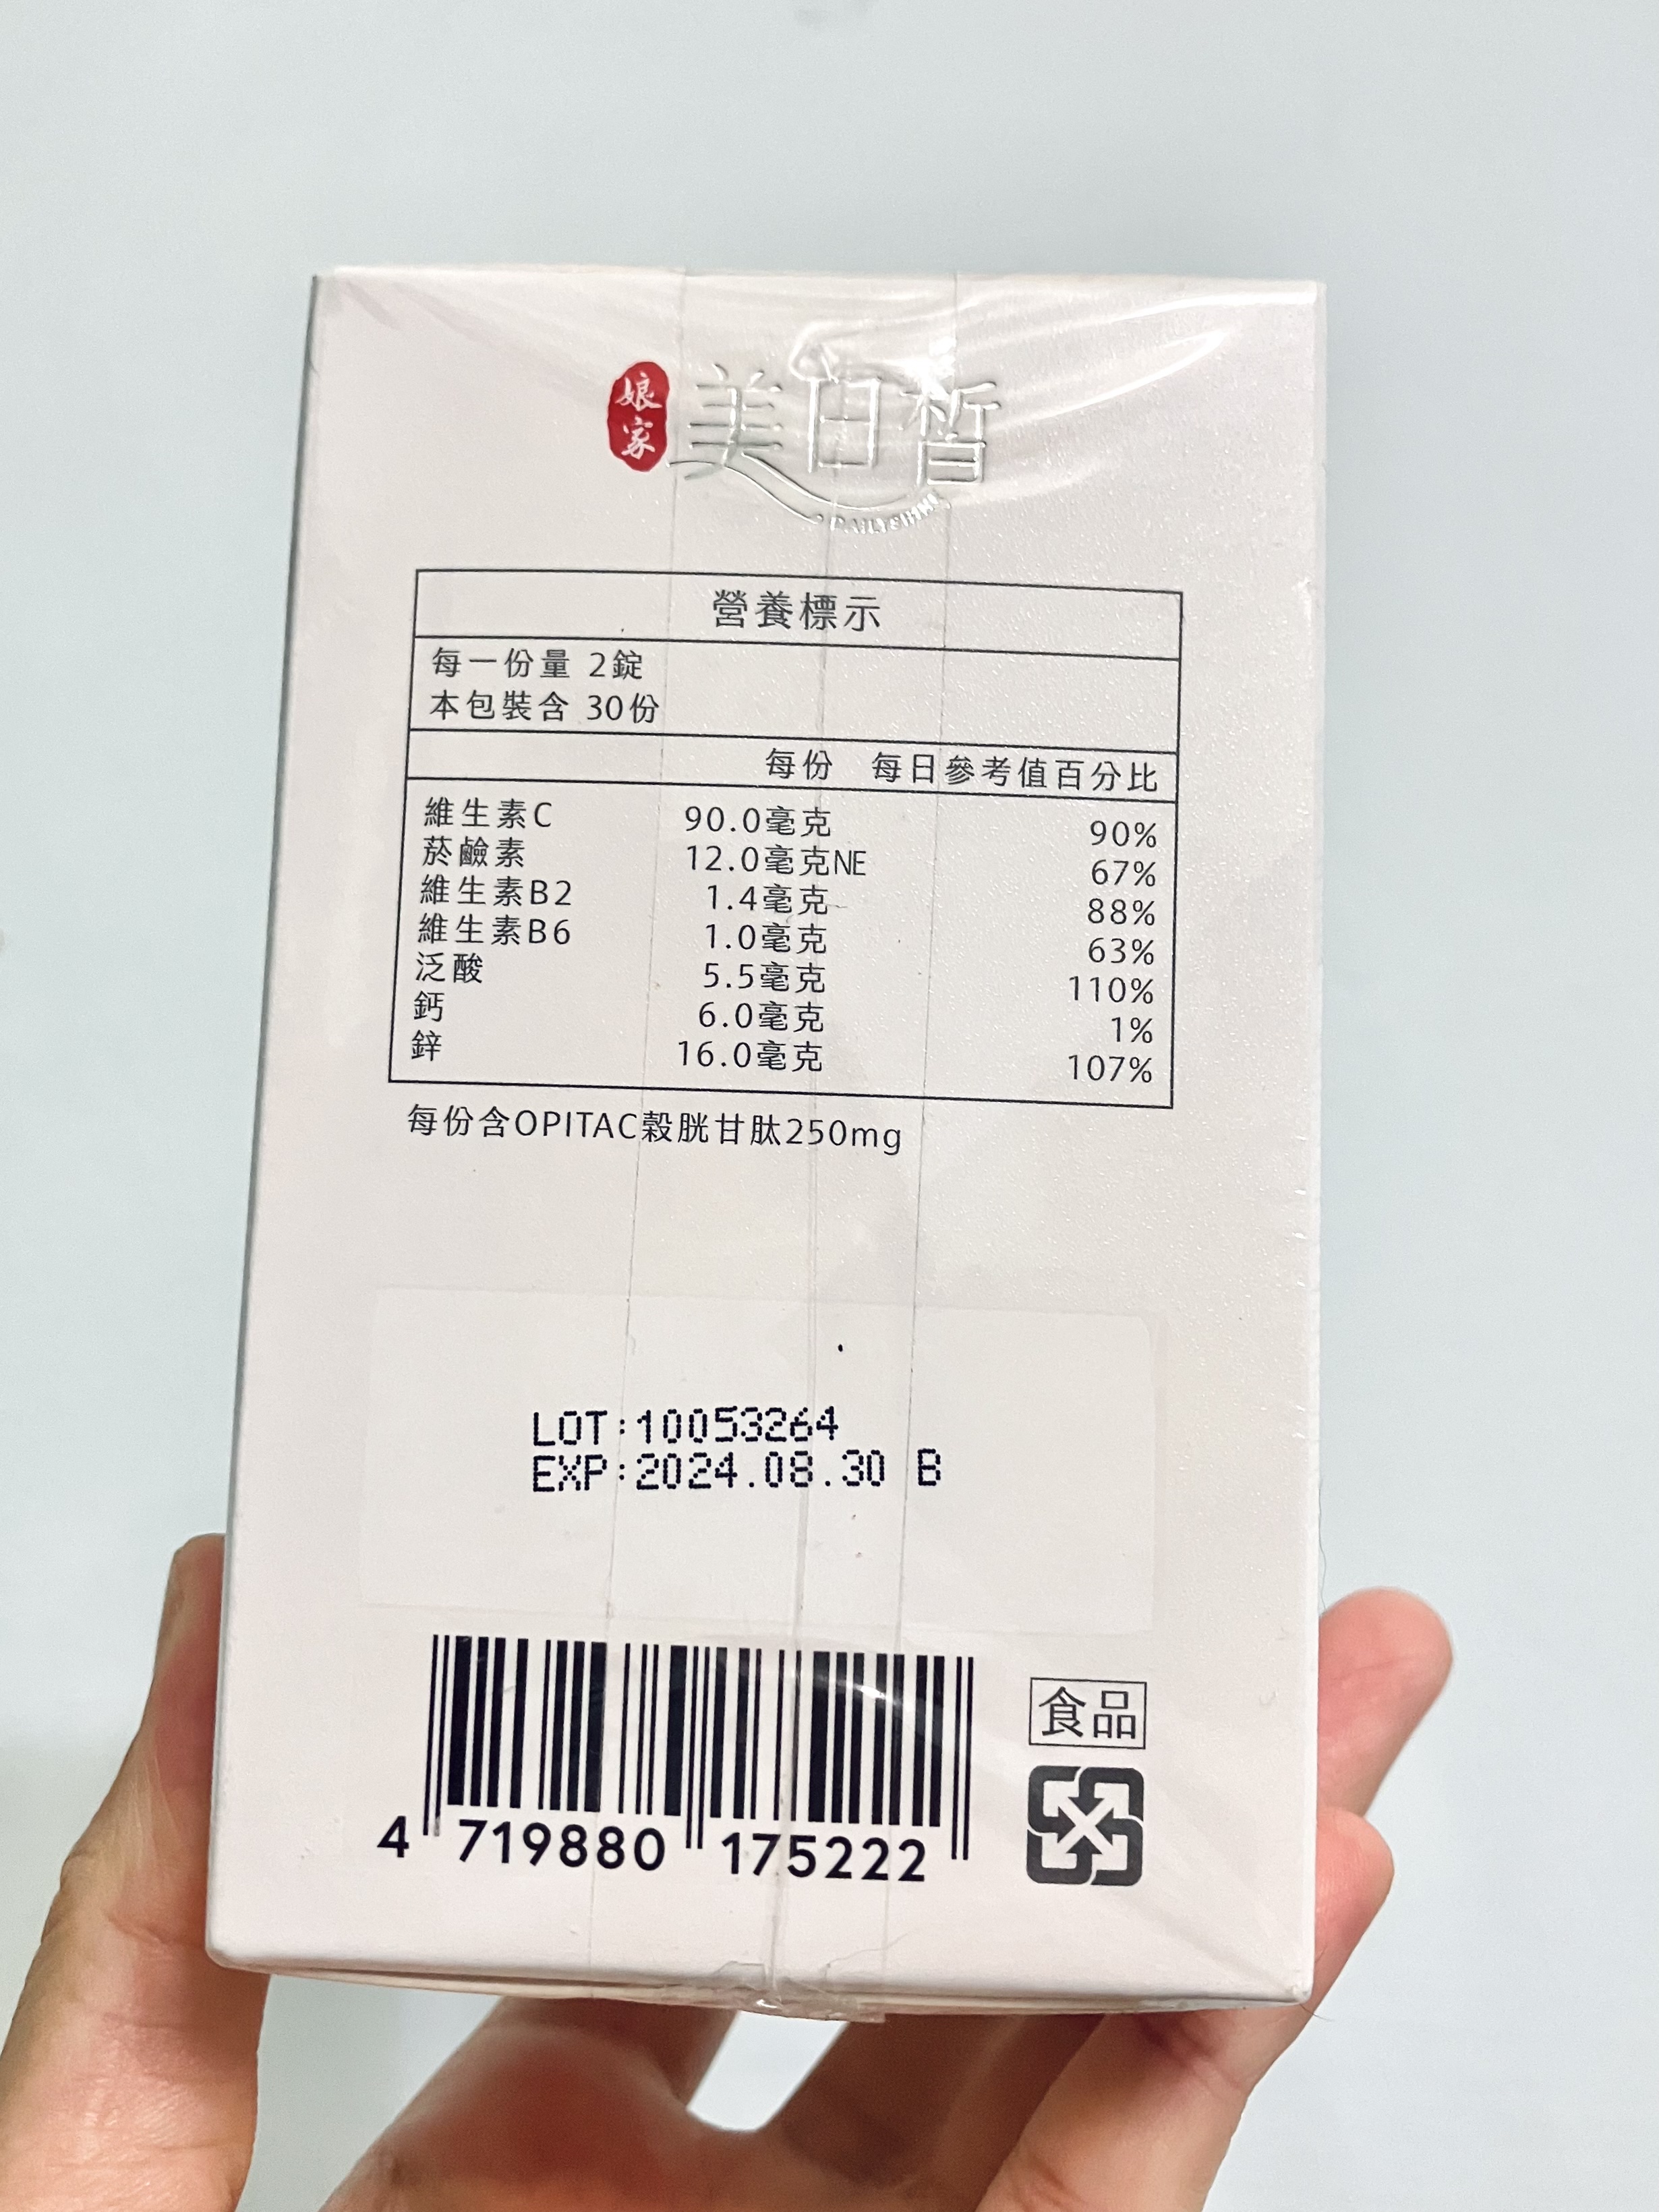 娘家 美日皙
DAILYSHINE
營養標示
每一份量 2錠
本包裝含 30份
每份 每日參考值百分比
維生素C 90.0毫克 90%
菸鹼素 12.0毫克NE 67%
維生素B2 1.4毫克 88%
維生素B6 1.0毫克 63%
泛酸 5.5毫克 110%
鈣 6.0毫克 1%
鋅 16.0毫克 107%
每份含OPITAC穀胱甘肽250mg
LOT:10053264
EXP:2024.08.30 B
食品
4 719880 175222